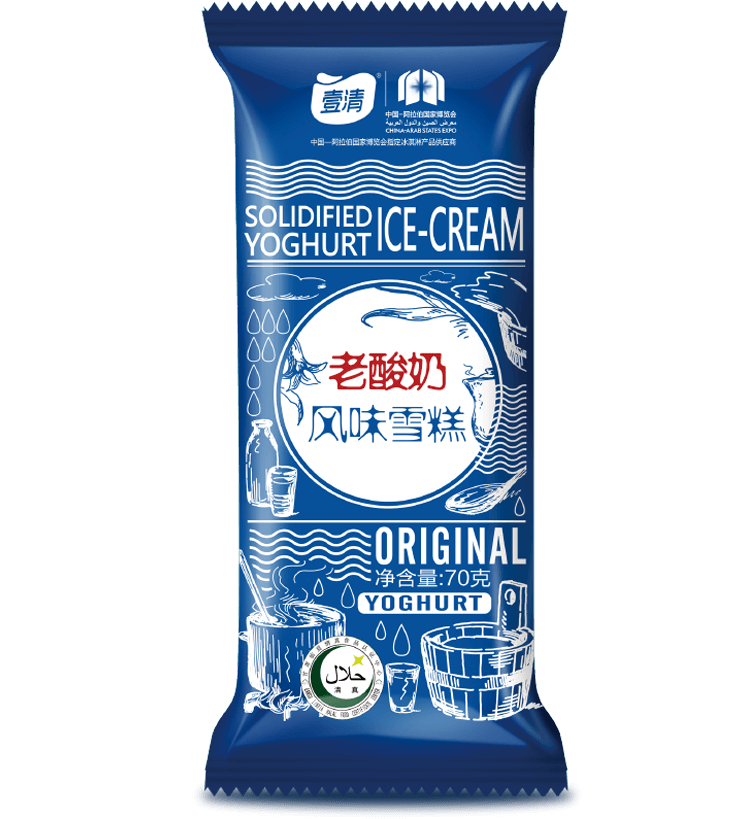 壹清®
中国-阿拉伯国家博览会
معرض الصين والدول العربية
CHINA-ARAB STATES EXPO
中国—阿拉伯国家博览会指定冰淇淋产品供应商
SOLIDIFIED
YOGHURT
ICE-CREAM
老酸奶
风味雪糕
ORIGINAL
净含量:70克
YOGHURT
حلال
清真